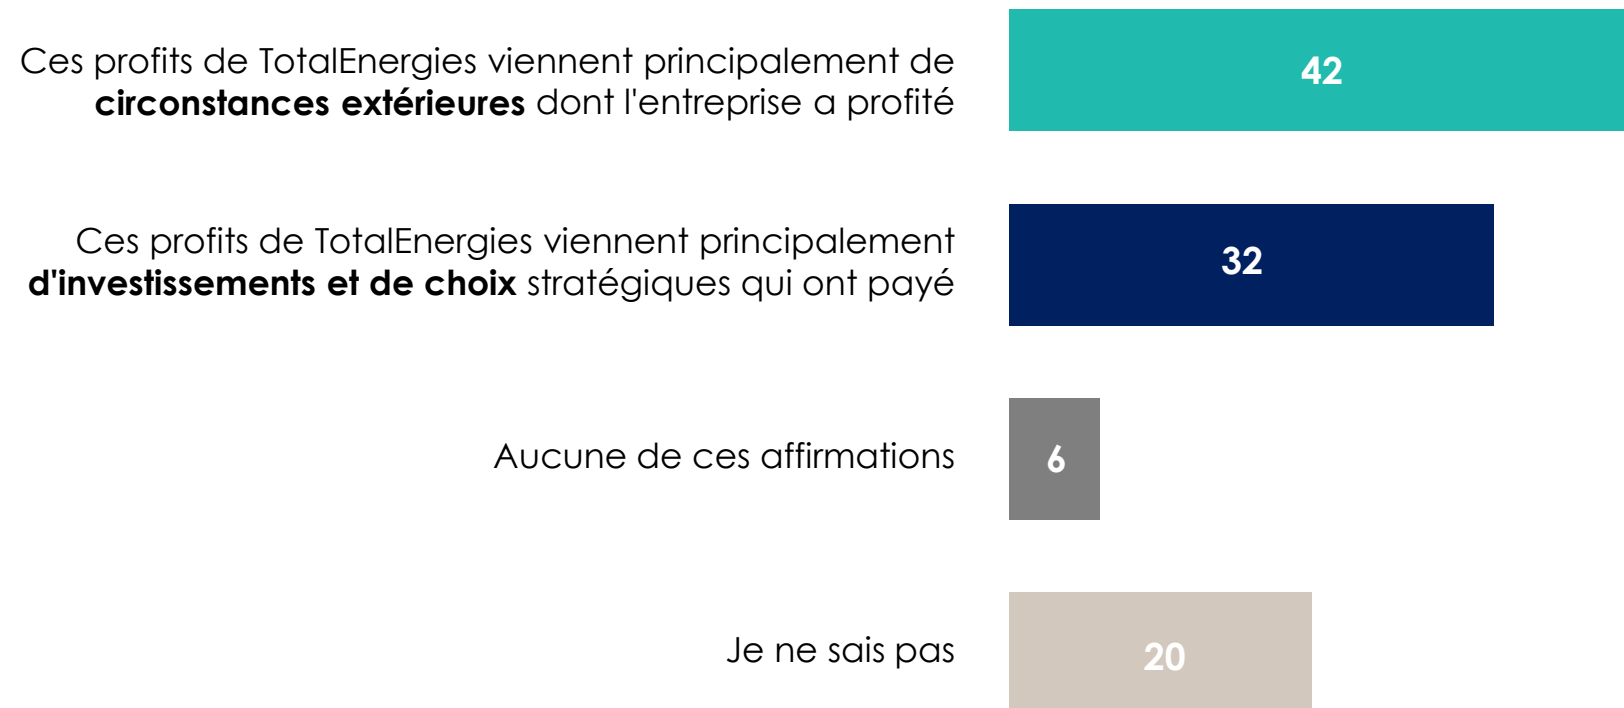 Ces profits de TotalEnergies viennent principalement de
circonstances extérieures dont l'entreprise a profité
42
Ces profits de TotalEnergies viennent principalement
d'investissements et de choix stratégiques qui ont payé
32
Aucune de ces affirmations
6
Je ne sais pas
20